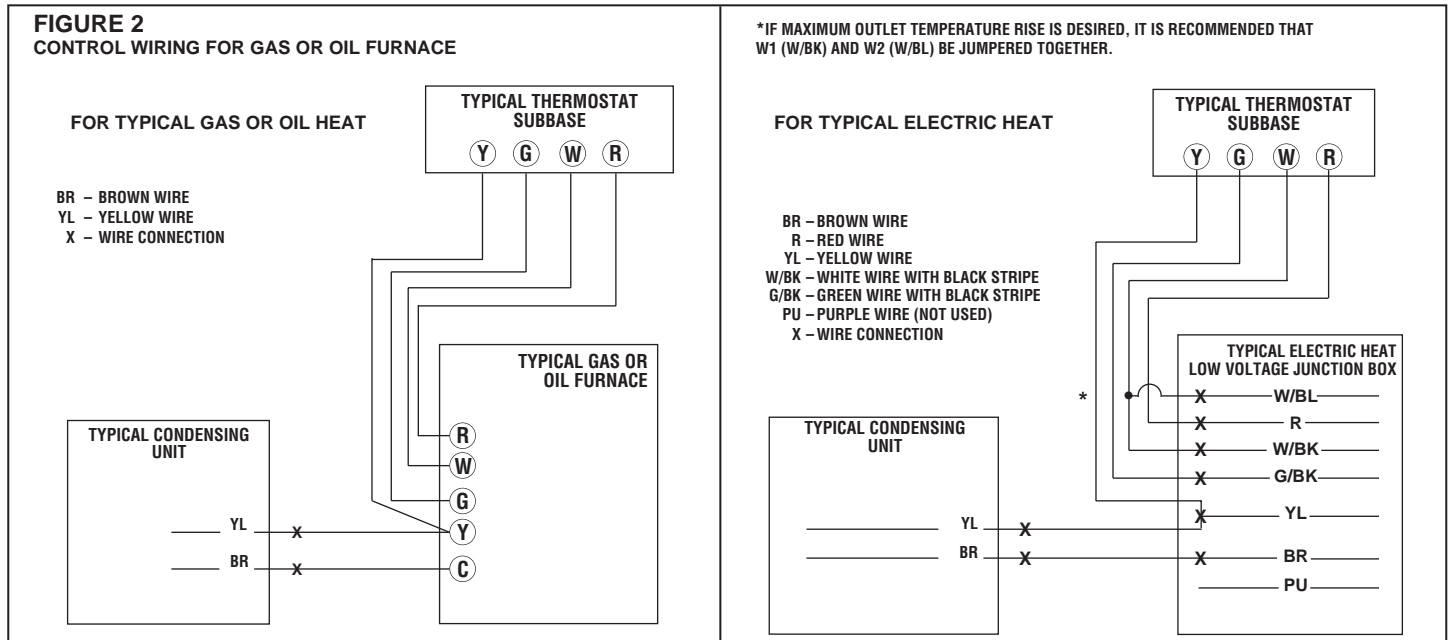 FIGURE 2
CONTROL WIRING FOR GAS OR OIL FURNACE
FOR TYPICAL GAS OR OIL HEAT
TYPICAL THERMOSTAT
SUBBASE
Y G W R
BR – BROWN WIRE
YL – YELLOW WIRE
X – WIRE CONNECTION
TYPICAL GAS OR
OIL FURNACE
R
W
G
Y
C
TYPICAL CONDENSING
UNIT
YL X
BR X
*IF MAXIMUM OUTLET TEMPERATURE RISE IS DESIRED, IT IS RECOMMENDED THAT
W1 (W/BK) AND W2 (W/BL) BE JUMPERED TOGETHER.
FOR TYPICAL ELECTRIC HEAT
TYPICAL THERMOSTAT
SUBBASE
Y G W R
BR – BROWN WIRE
R – RED WIRE
YL – YELLOW WIRE
W/BK – WHITE WIRE WITH BLACK STRIPE
G/BK – GREEN WIRE WITH BLACK STRIPE
PU – PURPLE WIRE (NOT USED)
X – WIRE CONNECTION
TYPICAL ELECTRIC HEAT
LOW VOLTAGE JUNCTION BOX
* X W/BL
X R
X W/BK
X G/BK
X YL
X BR
PU
TYPICAL CONDENSING
UNIT
YL X
BR X